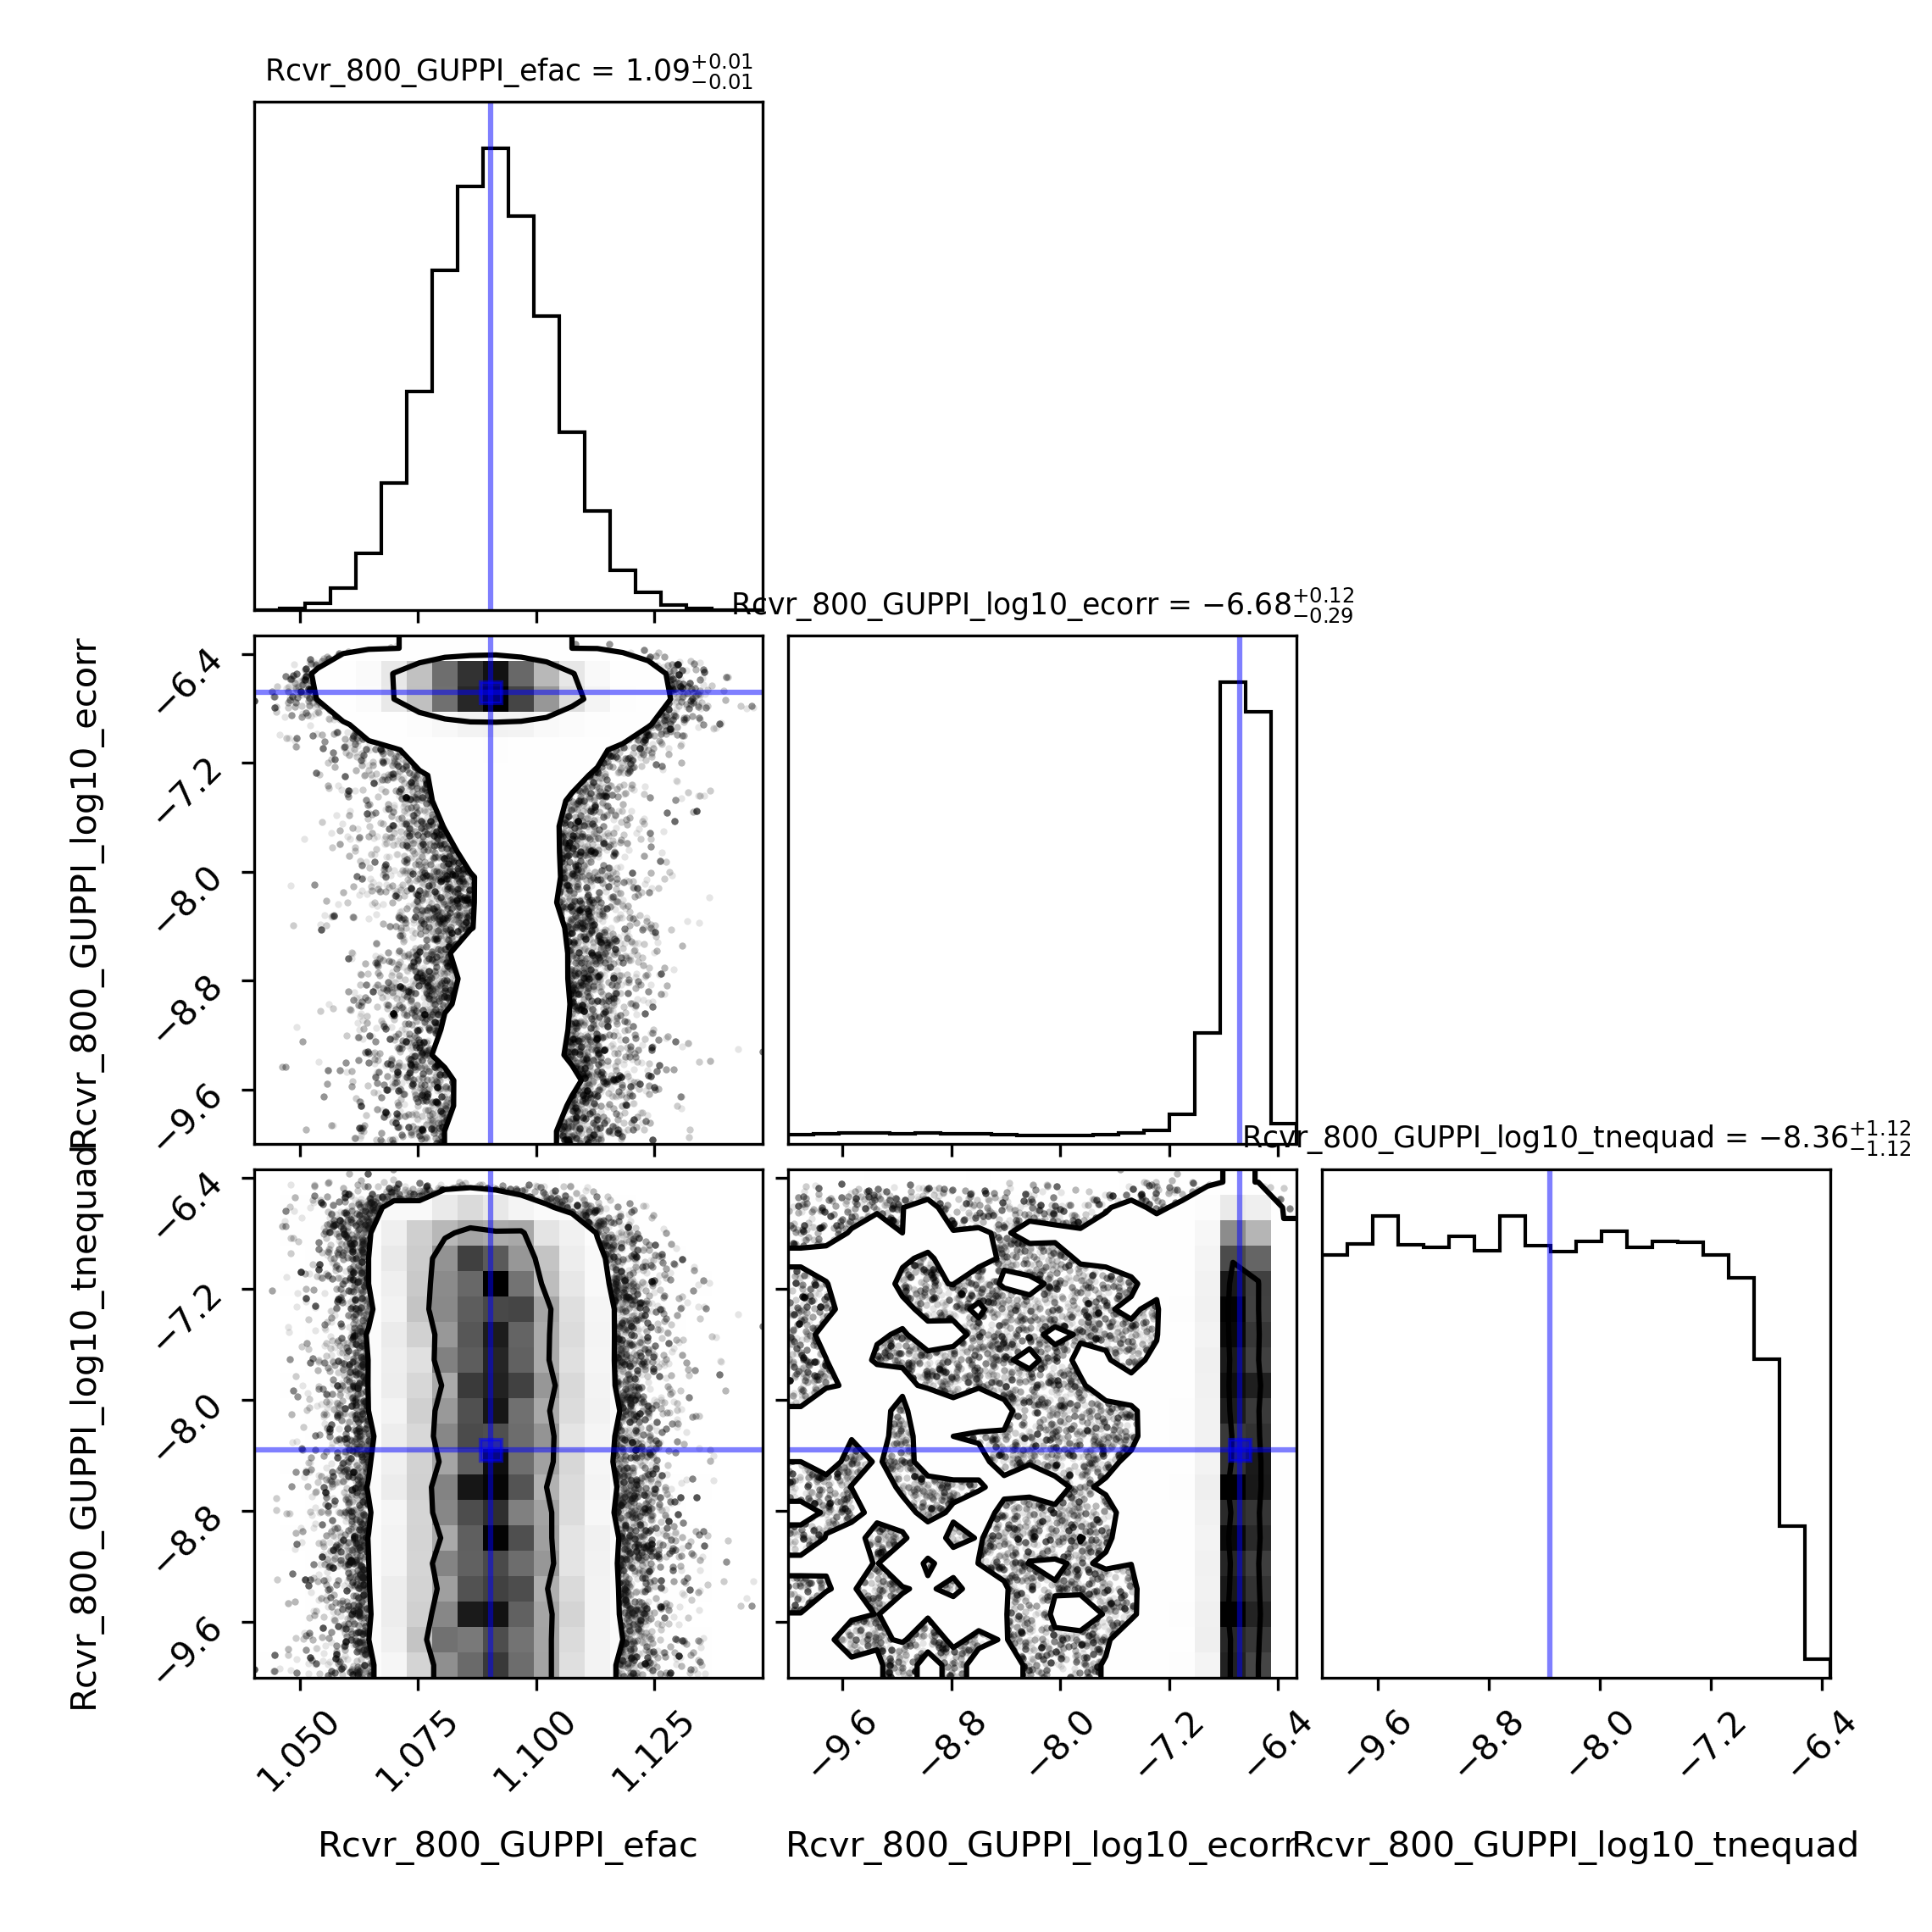 Rcvr_800_GUPPI_efac = 1.09+0.01 −0.01
Rcvr_800_GUPPI_log10_ecorr = −6.68+0.12 −0.29
Rcvr_800_GUPPI_log10_ecorr
−6.4
−7.2
−8.0
−8.8
−9.6
Rcvr_800_GUPPI_log10_tnequad = −8.36+1.12 −1.12
Rcvr_800_GUPPI_log10_tnequad
−6.4
−7.2
−8.0
−8.8
−9.6
1.050 1.075 1.100 1.125
−9.6 −8.8 −8.0 −7.2 −6.4
−9.6 −8.8 −8.0 −7.2 −6.4
Rcvr_800_GUPPI_efac
Rcvr_800_GUPPI_log10_ecorr
Rcvr_800_GUPPI_log10_tnequad